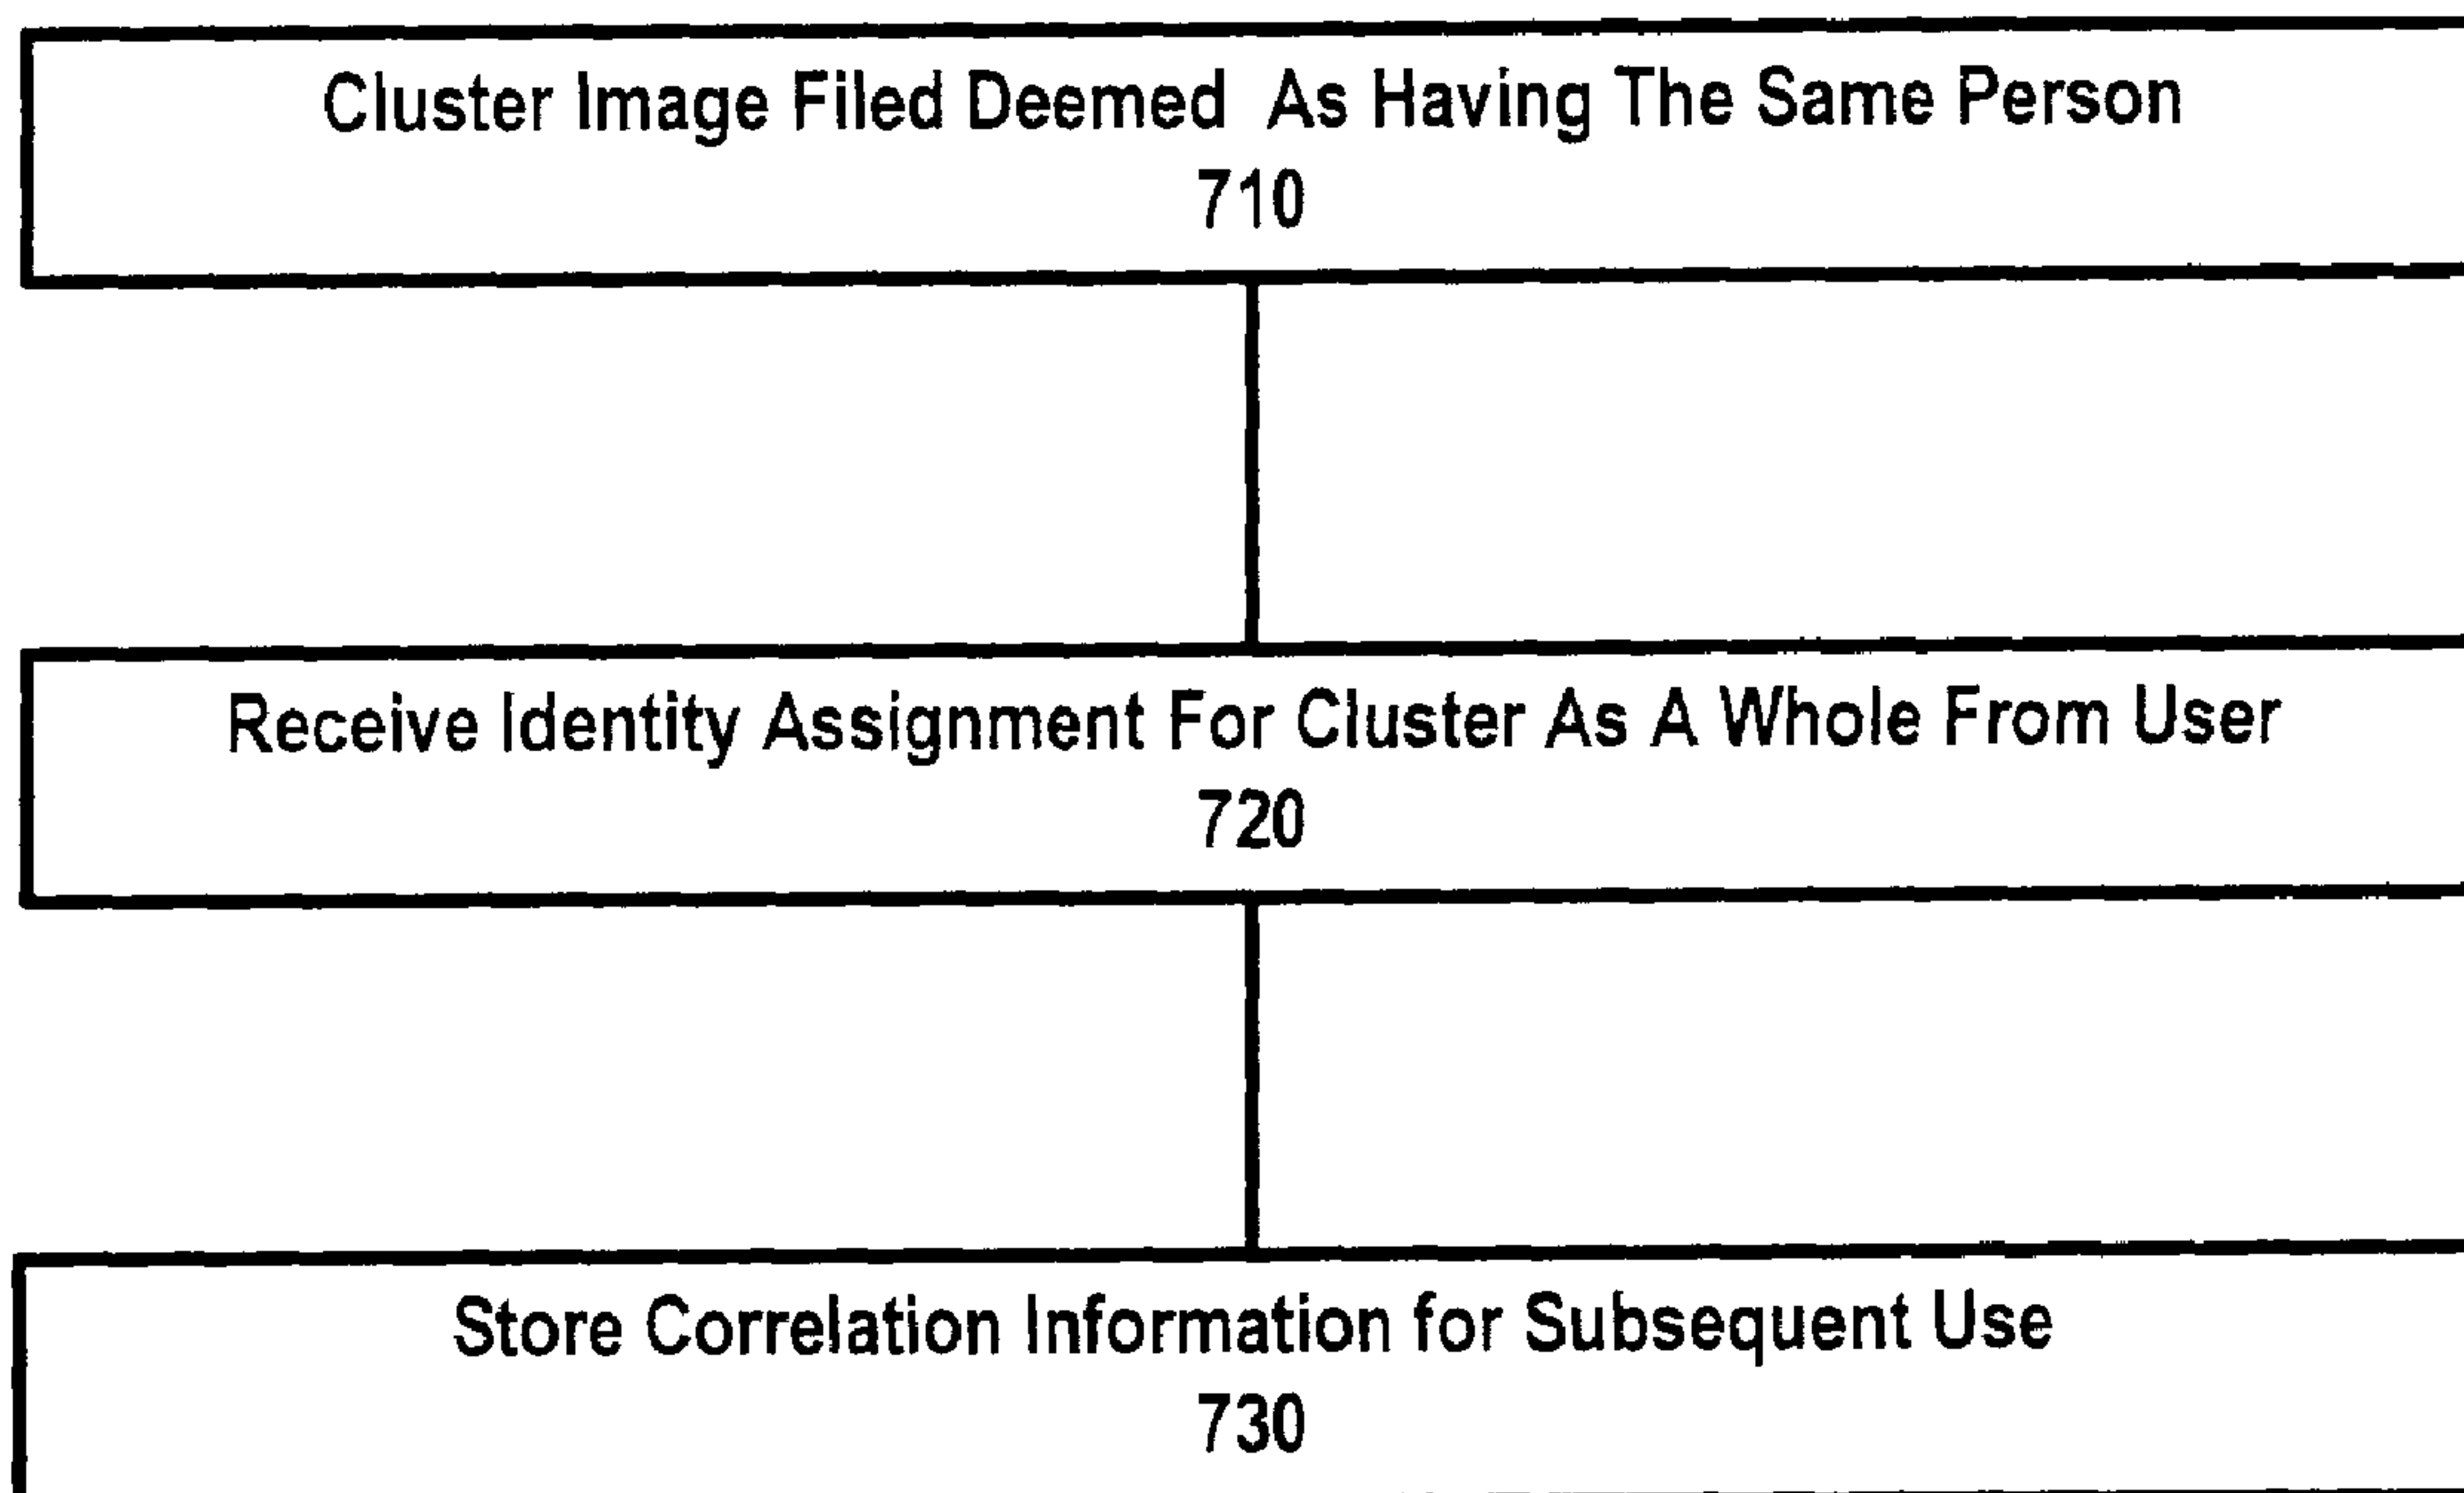 Cluster Image Filed Deemed As Having The Same Person
710
Receive Identity Assignment For Cluster As A Whole From User
720
Store Correlation Information for Subsequent Use
730